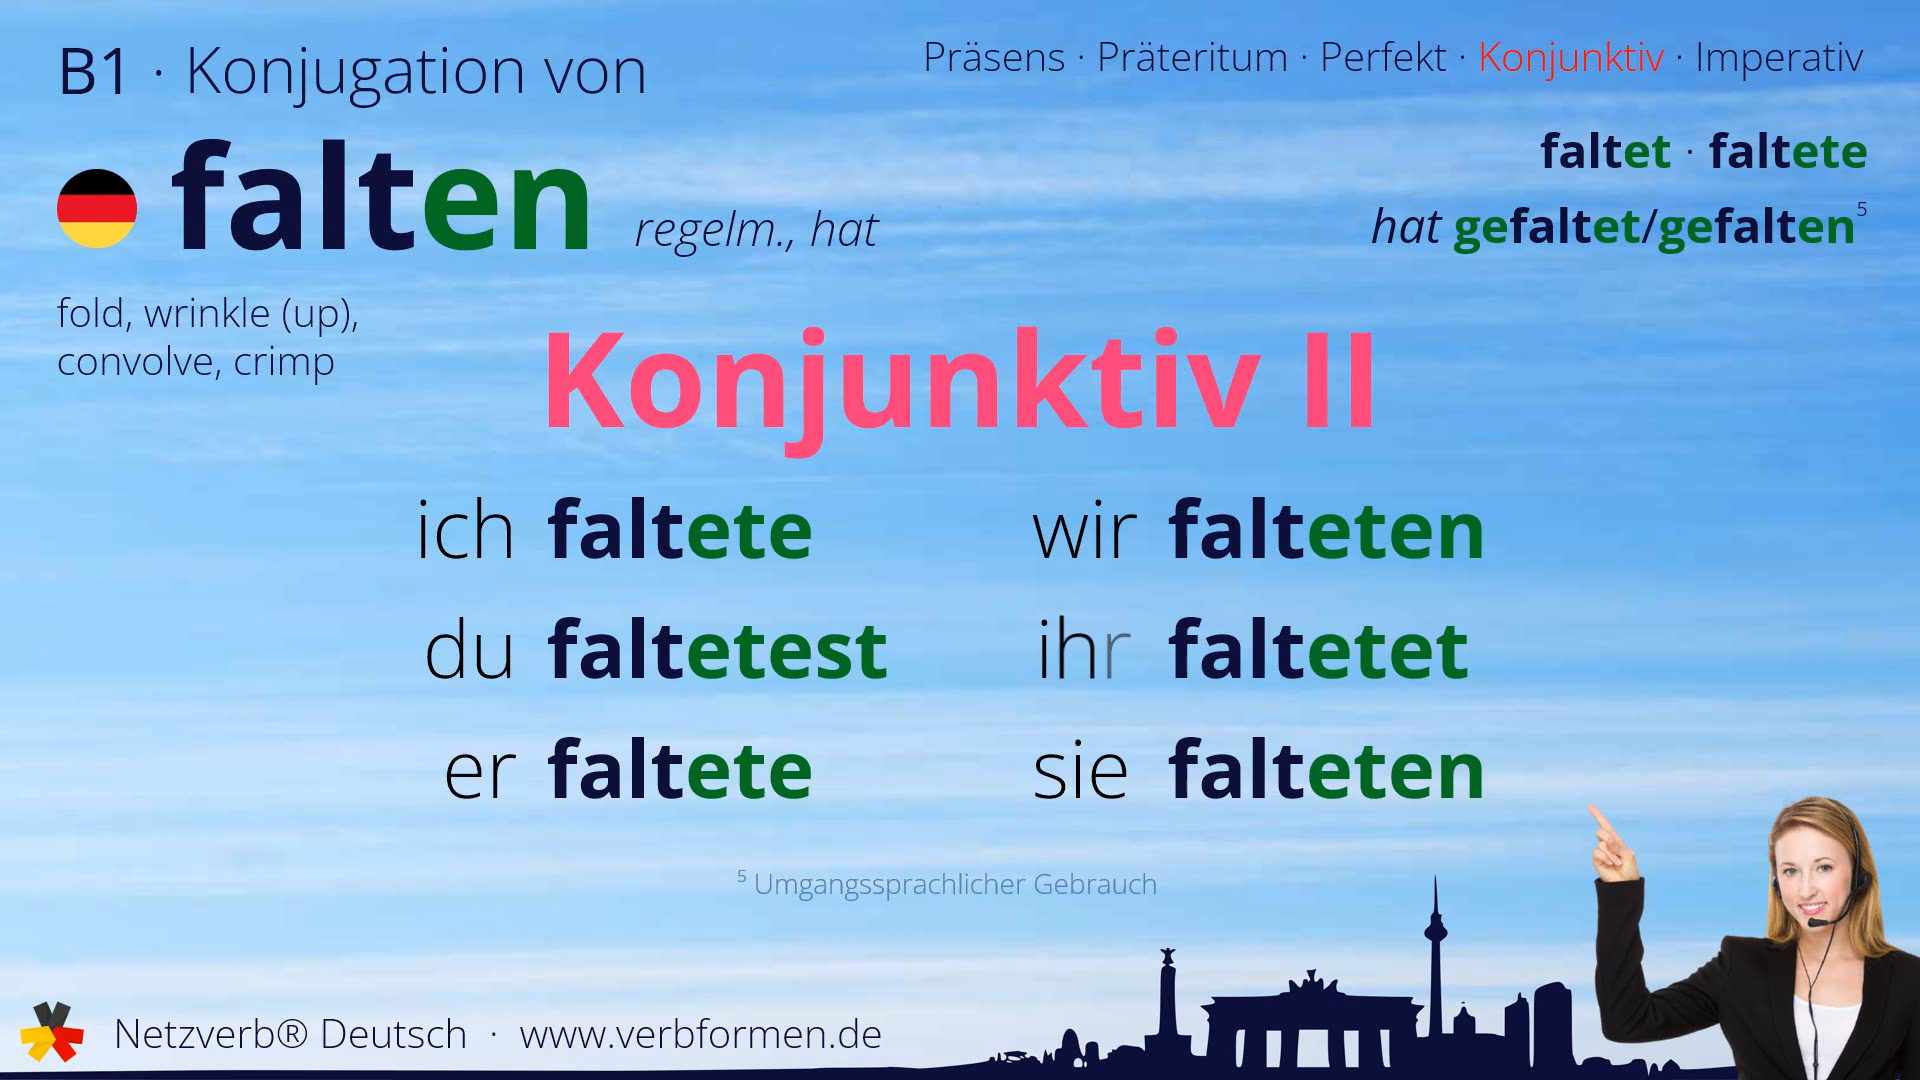 B1 · Konjugation von
Präsens · Präteritum · Perfekt · Konjunktiv · Imperativ
falten regelm., hat
faltet · faltete
hat gefaltet/gefalten⁵
fold, wrinkle (up),
convolve, crimp
Konjunktiv II
ich faltete wir falteten
du faltetest ihr faltetet
er faltete sie falteten
⁵ Umgangssprachlicher Gebrauch
Netzverb® Deutsch · www.verbformen.de